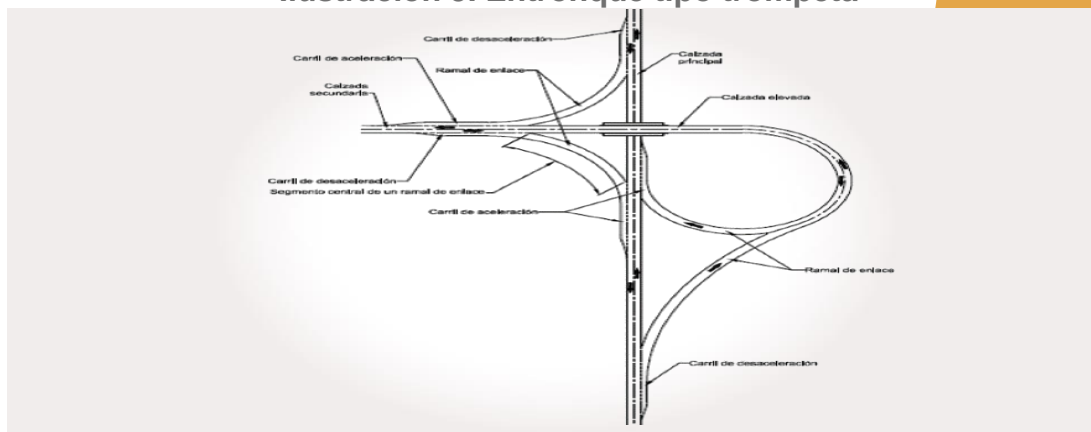 Ilustración 3. Entronque tipo trompeta
Carril de desaceleración
Calzada
principal
Carril de aceleración
Ramal de enlace
Calzada
secundaria
Calzada elevada
Carril de desaceleración
Segmento central de un ramal de enlace
Carril de aceleración
Ramal de enlace
Carril de desaceleración